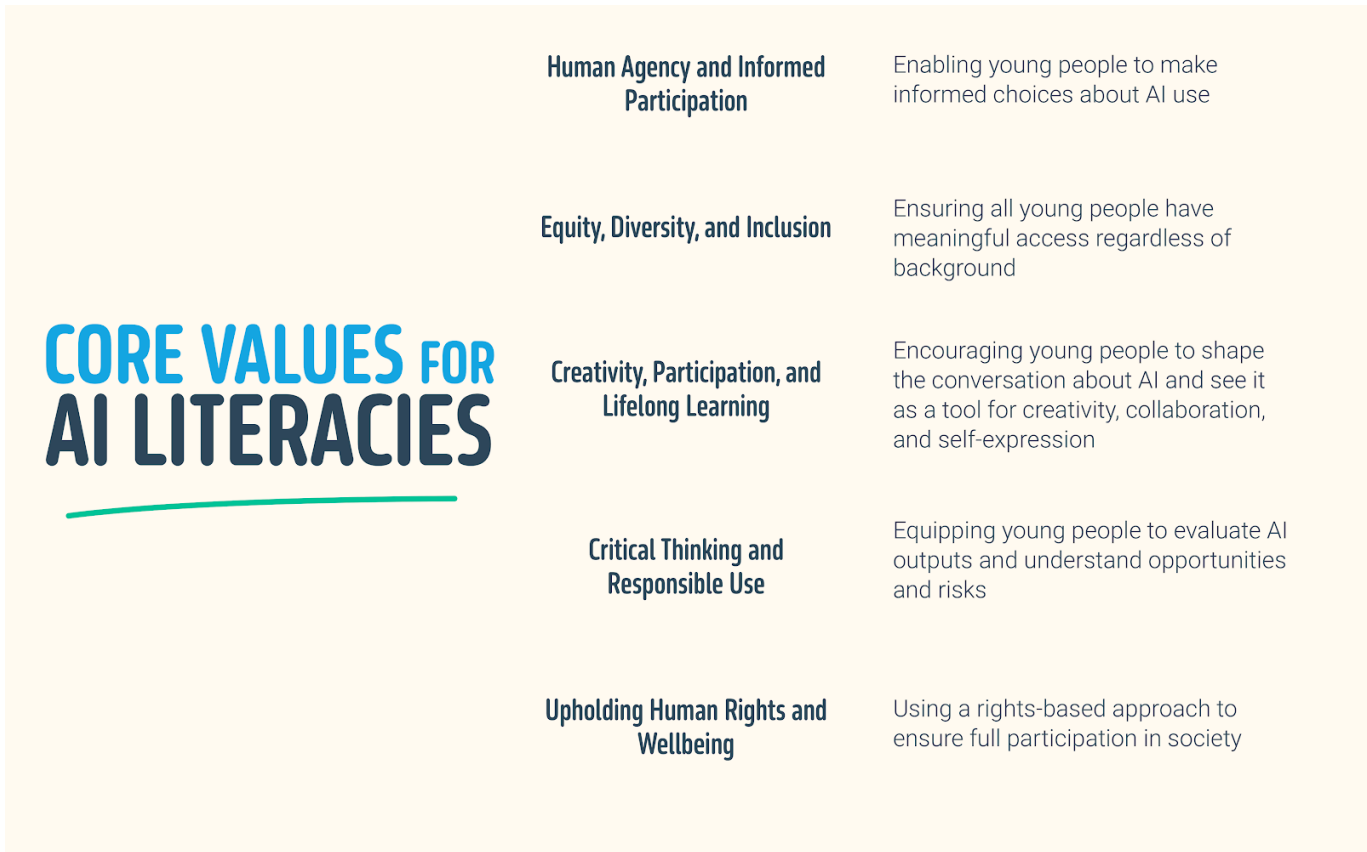 CORE VALUES FOR
AI LITERACIES
Human Agency and Informed
Participation
Enabling young people to make
informed choices about AI use
Equity, Diversity, and Inclusion
Ensuring all young people have
meaningful access regardless of
background
Creativity, Participation, and
Lifelong Learning
Encouraging young people to shape
the conversation about AI and see it
as a tool for creativity, collaboration,
and self-expression
Critical Thinking and
Responsible Use
Equipping young people to evaluate AI
outputs and understand opportunities
and risks
Upholding Human Rights and
Wellbeing
Using a rights-based approach to
ensure full participation in society